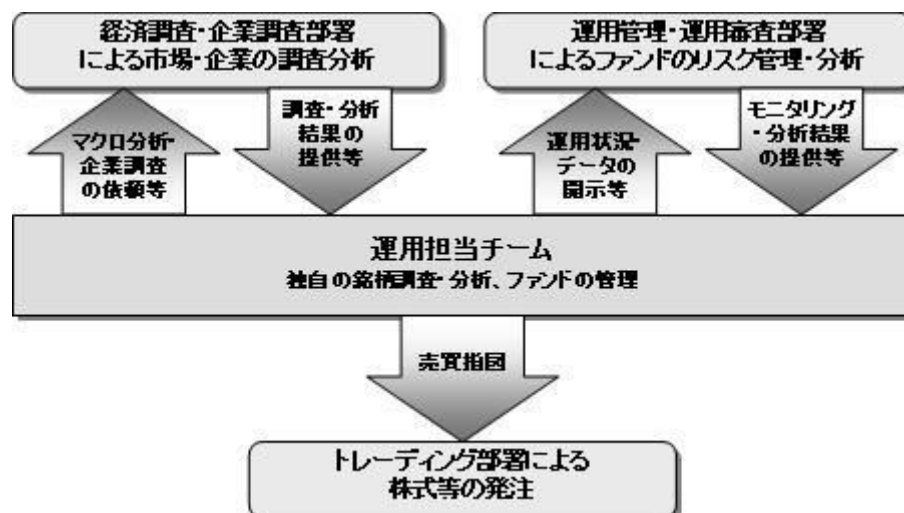 経済調査・企業調査部署
による市場・企業の調査分析
運用管理・運用審査部署
によるファンドのリスク管理・分析
マクロ分析・
企業調査
の依頼等
調査・分析
結果の
提供等
運用状況・
データの
開示等
モニタリング
・分析結果
の提供等
運用担当チーム
独自の銘柄調査・分析、ファンドの管理
売買指図
トレーディング部署による
株式等の発注